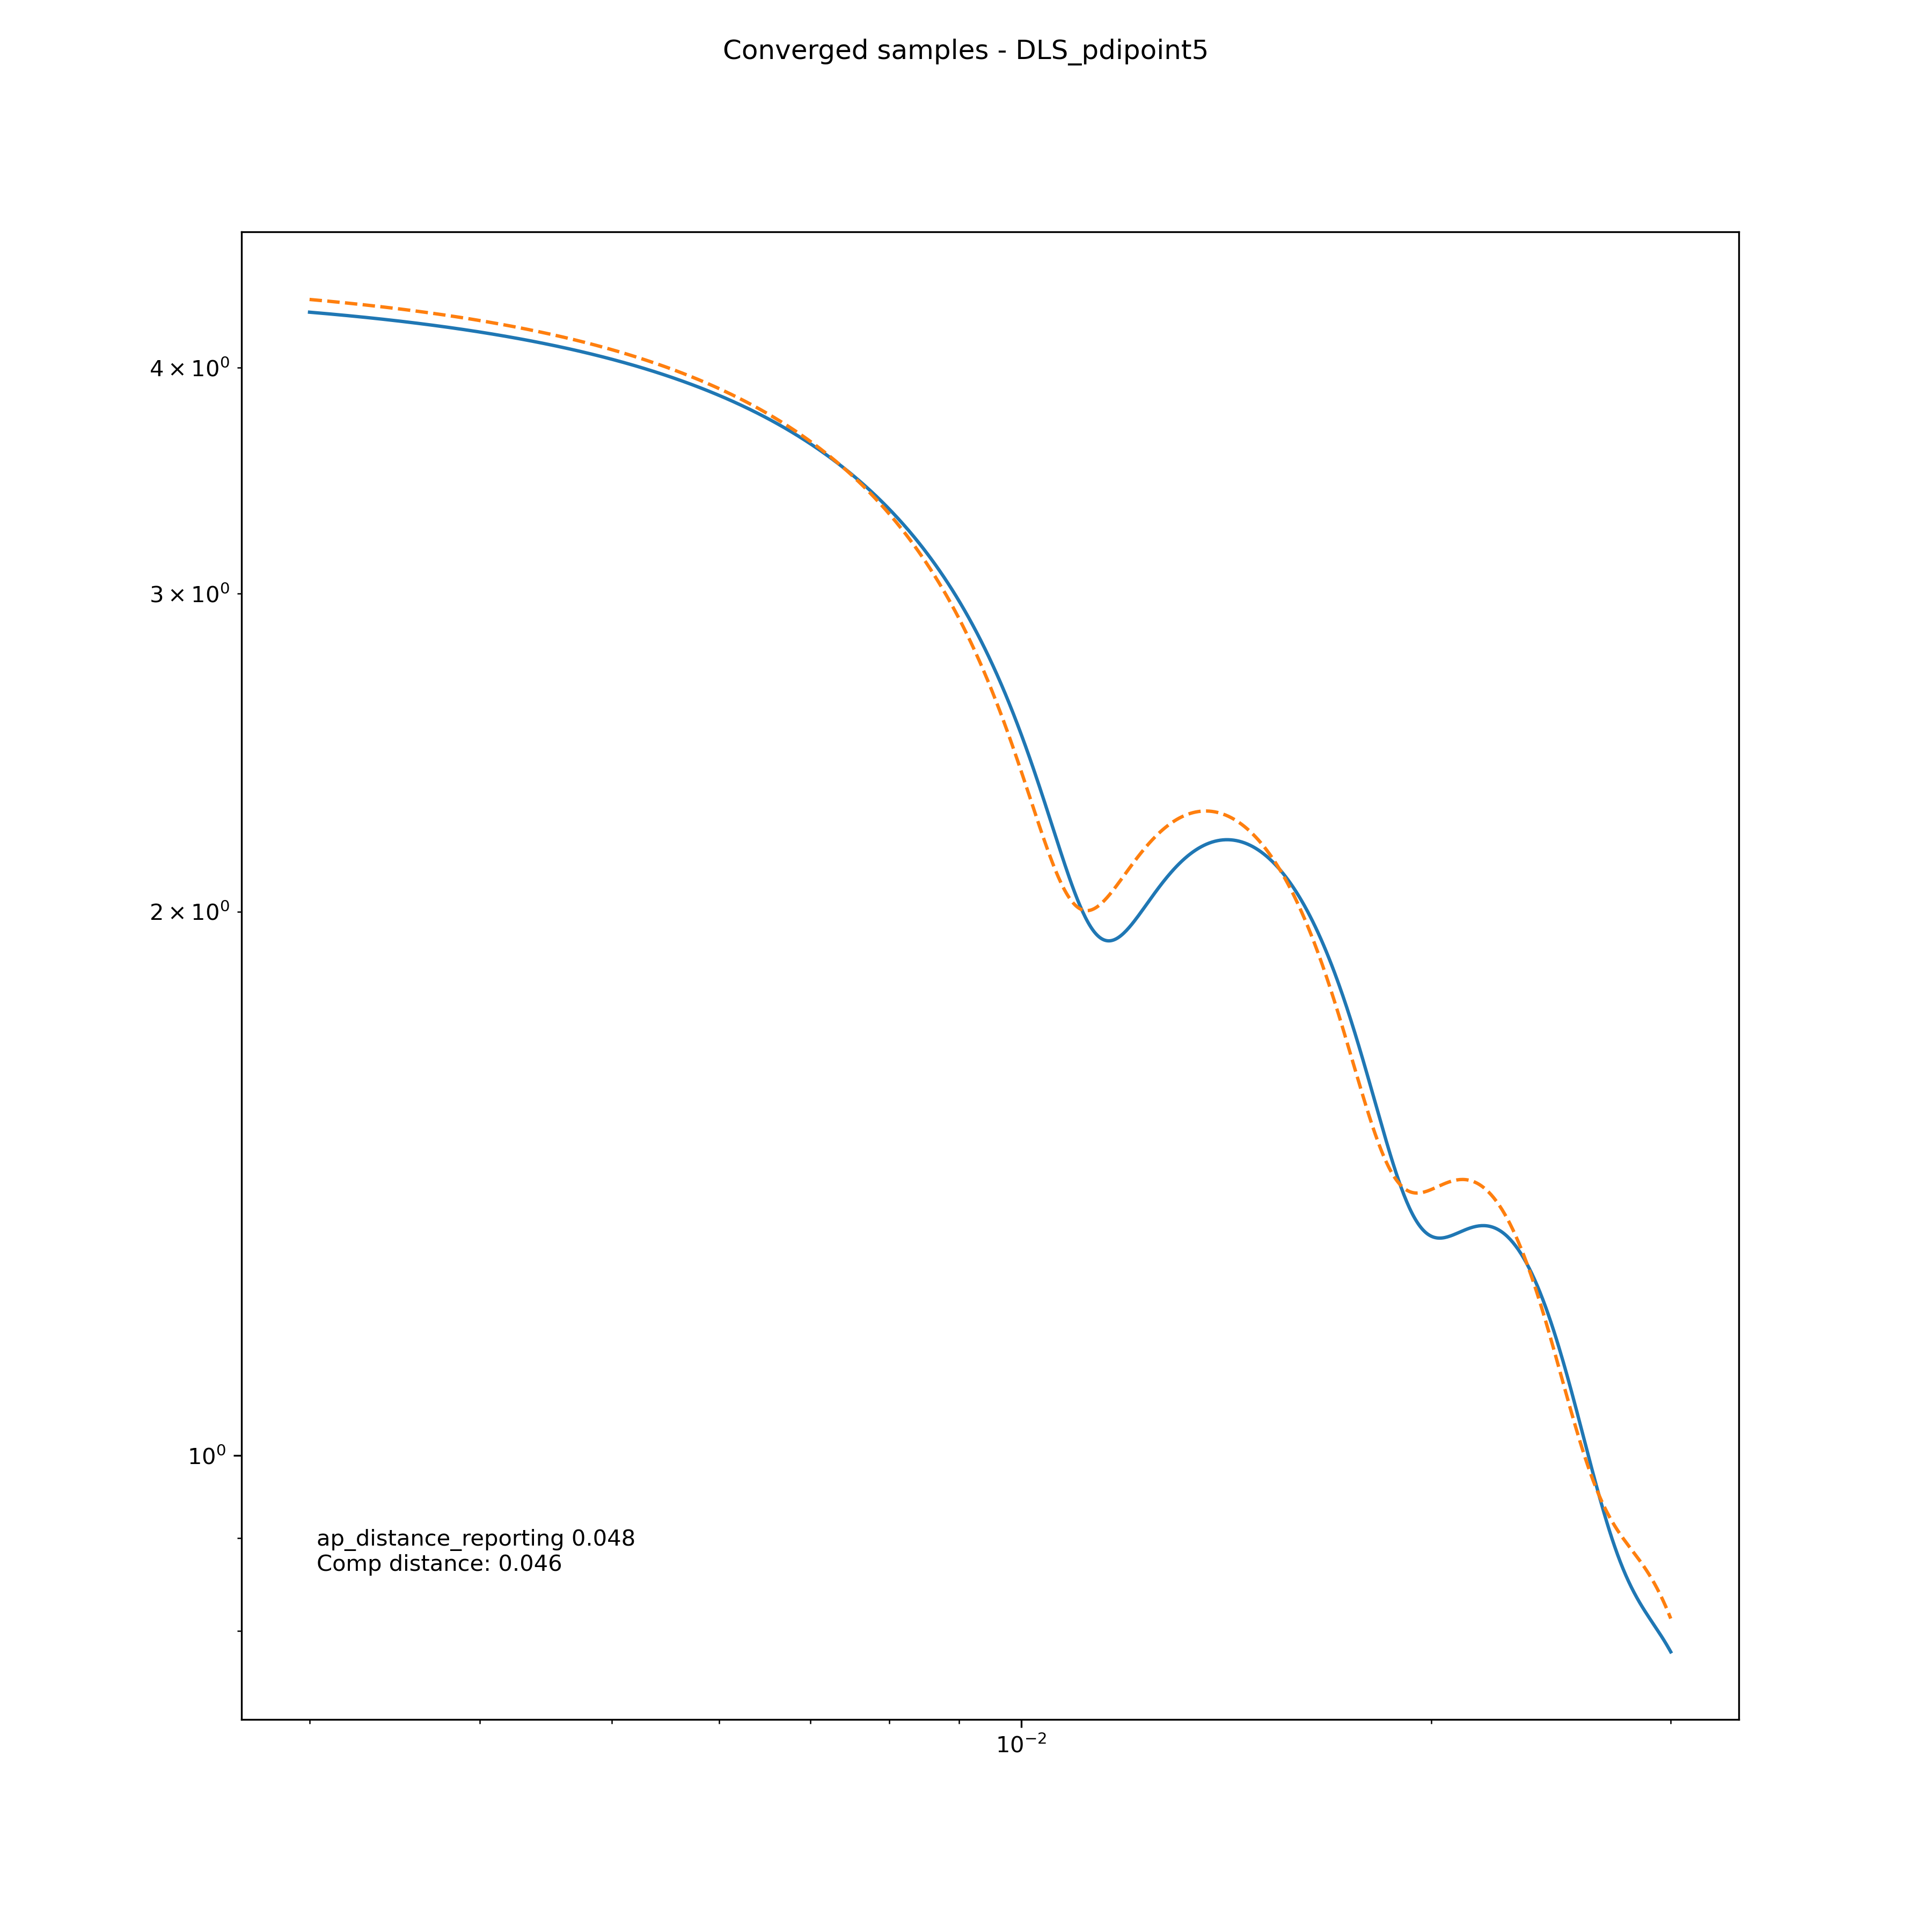 Converged samples - DLS_pdipoint5
4 × 10⁰
3 × 10⁰
2 × 10⁰
10⁰
ap_distance_reporting 0.048
Comp distance: 0.046
10⁻²